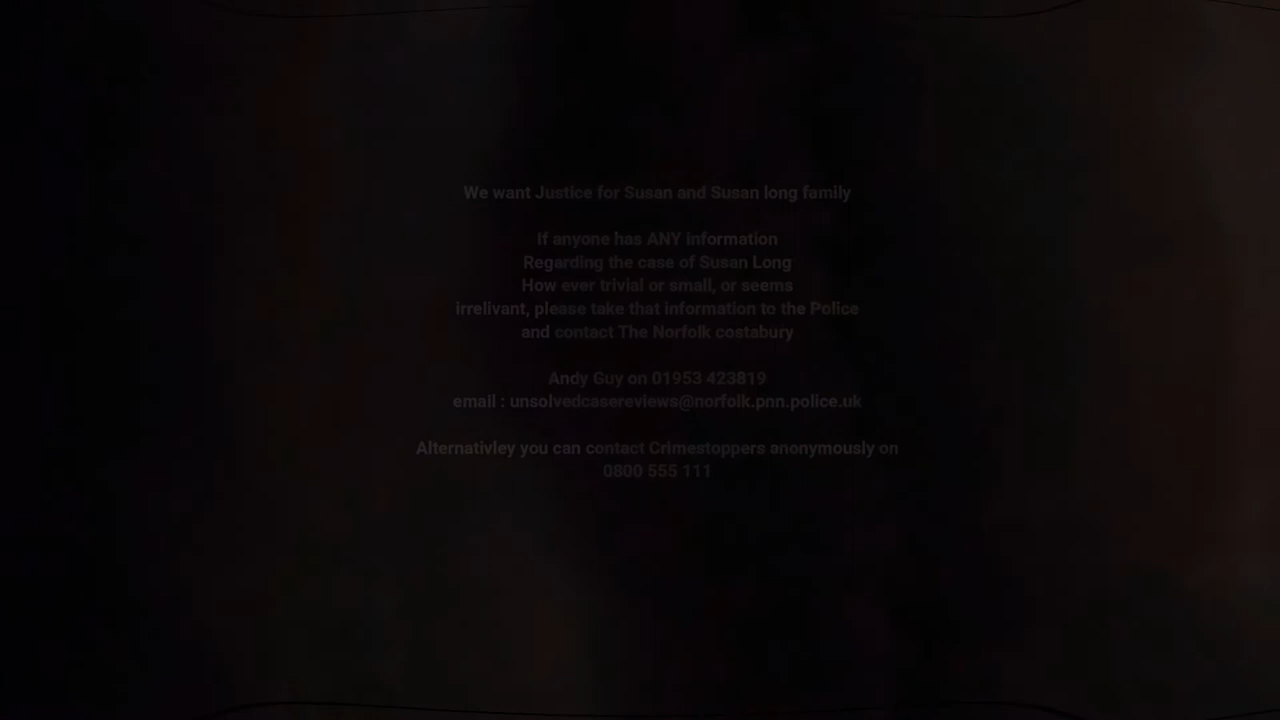 We want Justice for Susan and Susan long family
If anyone has ANY information
Regarding the case of Susan Long
How ever trivial or small, or seems
irrelivant, please take that information to the Police
and contact The Norfolk costabury
Andy Guy on 01953 423819
email : unsolvedcasereviews@norfolk.pnn.police.uk
Alternativley you can contact Crimestoppers anonymously on
0800 555 111